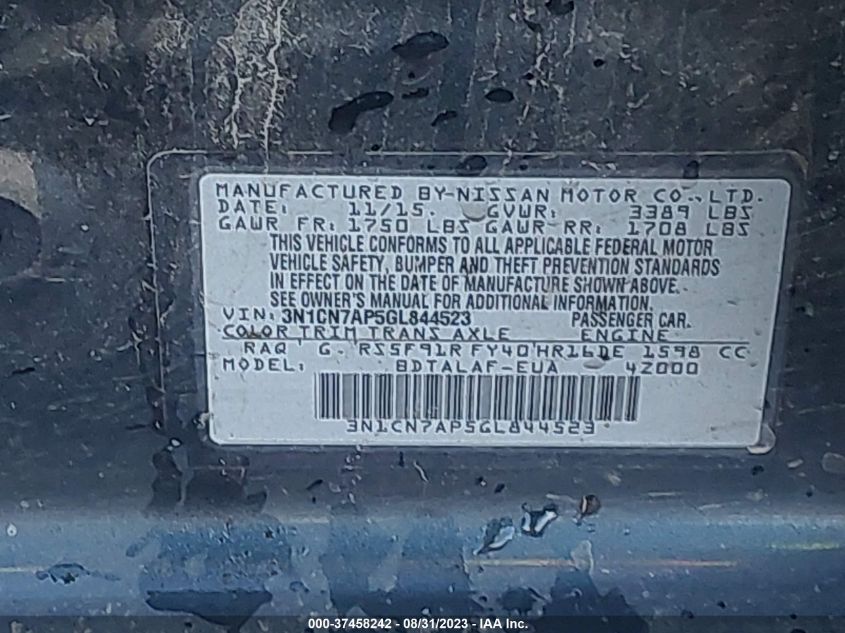 MANUFACTURED BY-NISSAN MOTOR CO., LTD.
DATE: 11/15. GVWR: 3389 LBS
GAWR FR: 1750 LBS GAWR RR: 1708 LBS
THIS VEHICLE CONFORMS TO ALL APPLICABLE FEDERAL MOTOR
VEHICLE SAFETY, BUMPER AND THEFT PREVENTION STANDARDS
IN EFFECT ON THE DATE OF MANUFACTURE SHOWN ABOVE.
SEE OWNER'S MANUAL FOR ADDITIONAL INFORMATION.
VIN: 3N1CN7AP5GL844523 PASSENGER CAR.
COLOR TRIM TRANS AXLE ENGINE
RAQ G RS5F91R FY40 HR16DE 1598 CC
MODEL: BDTALAF-EUA 4Z000
3N1CN7AP5GL844523
000-37458242 - 08/31/2023 - IAA, Inc.